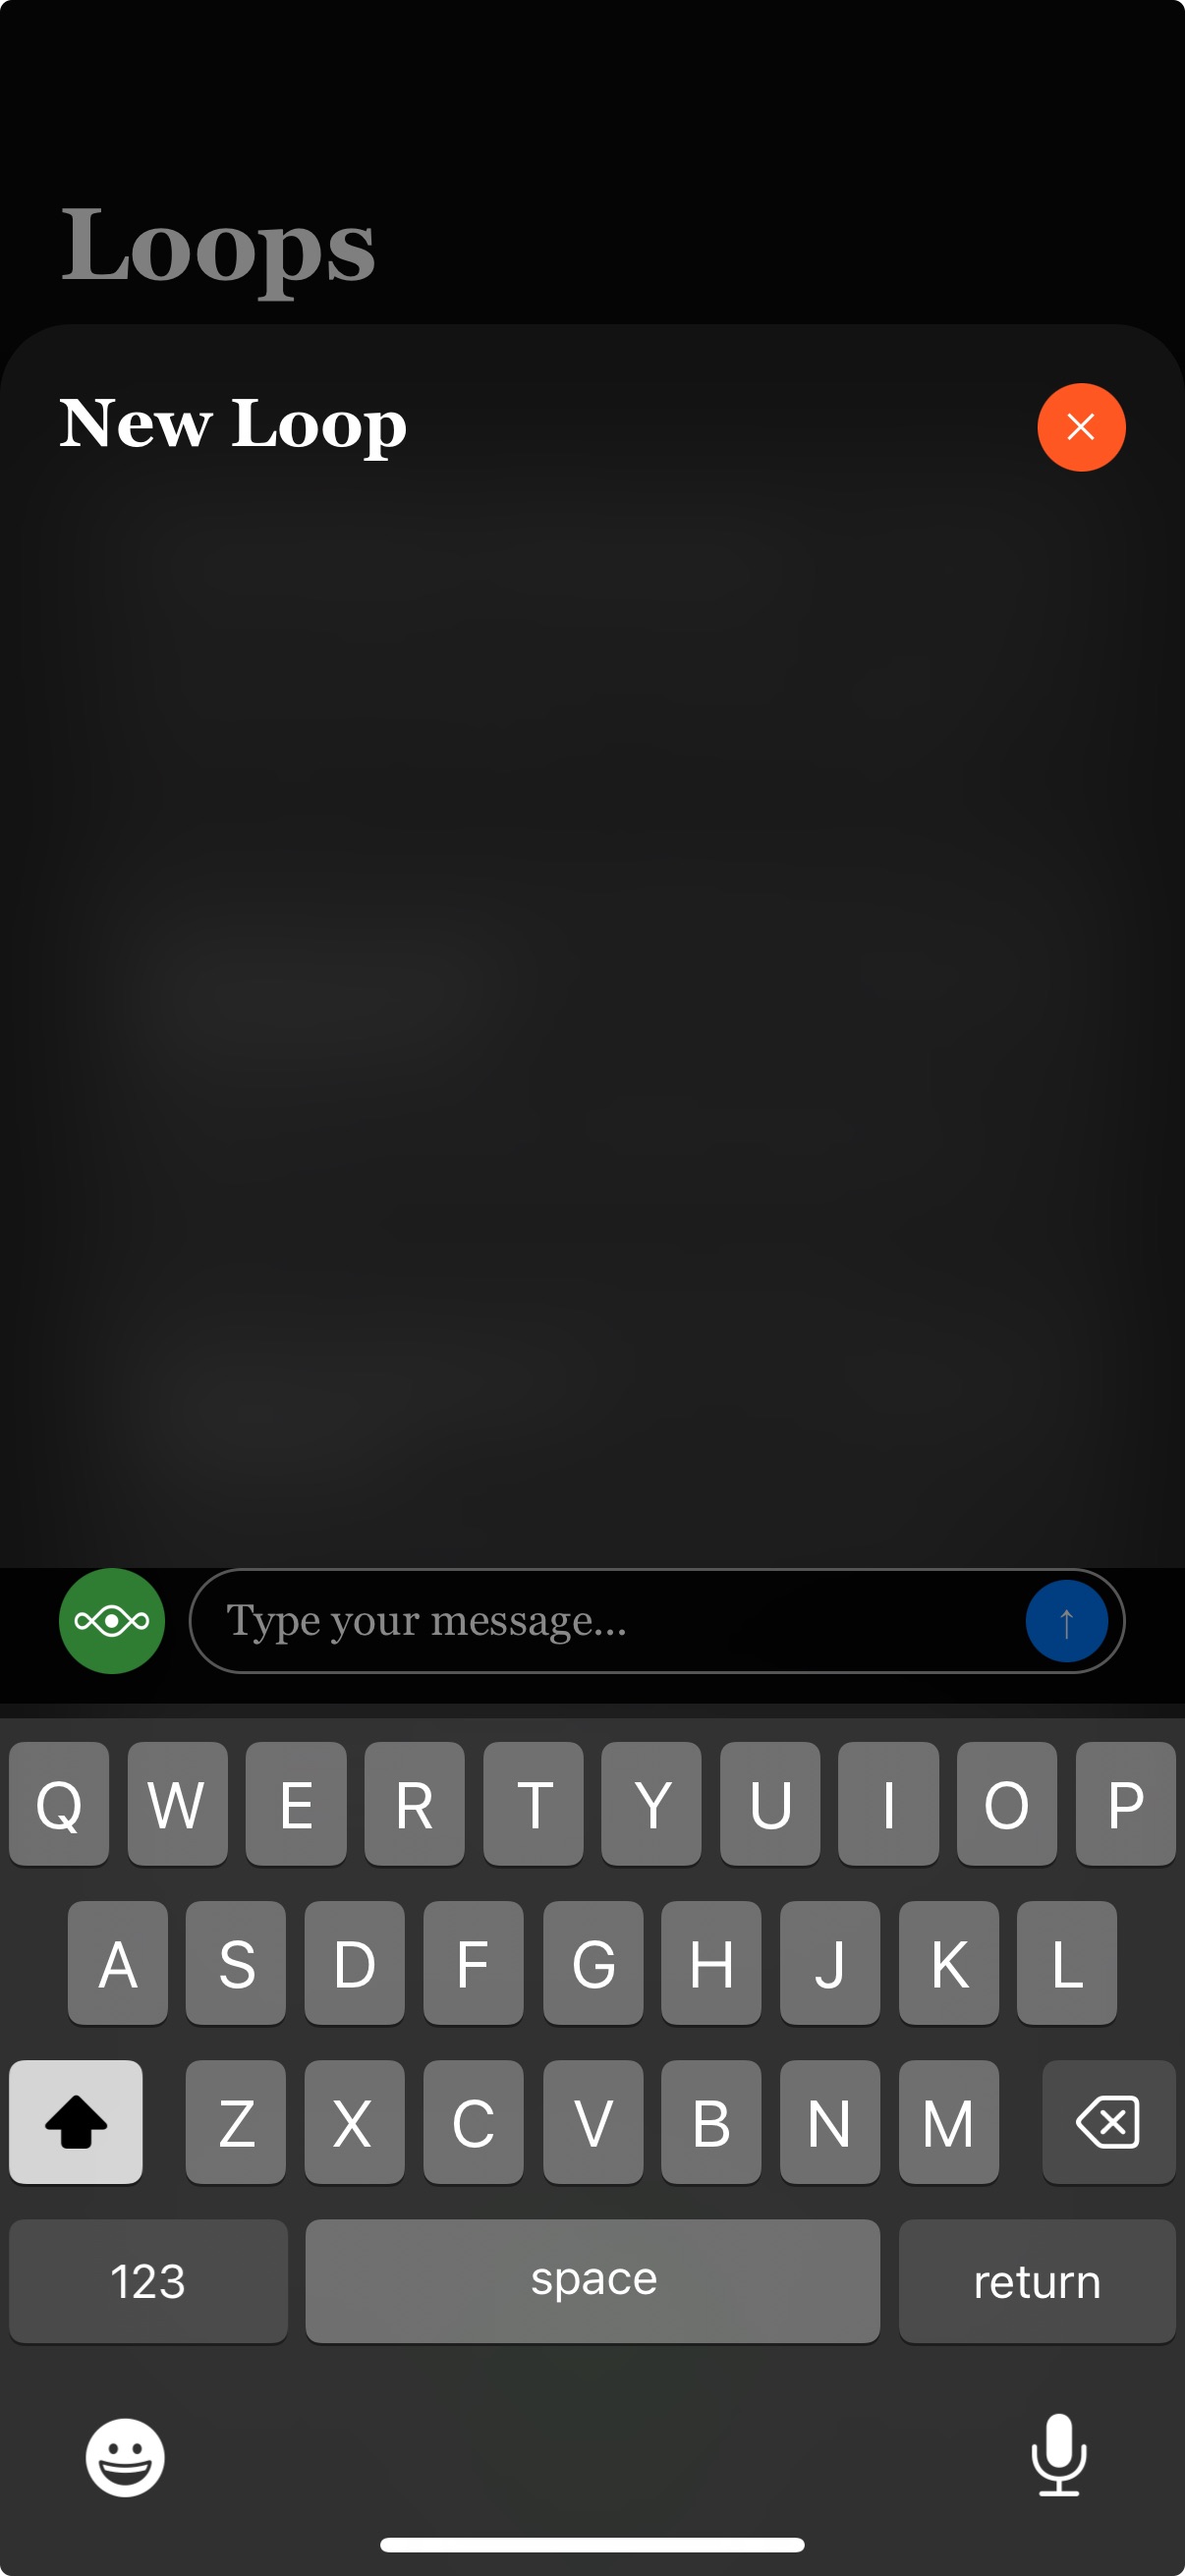 Loops
New Loop
Type your message...
↑
Q W E R T Y U I O P
A S D F G H J K L
Z X C V B N M
123 space return